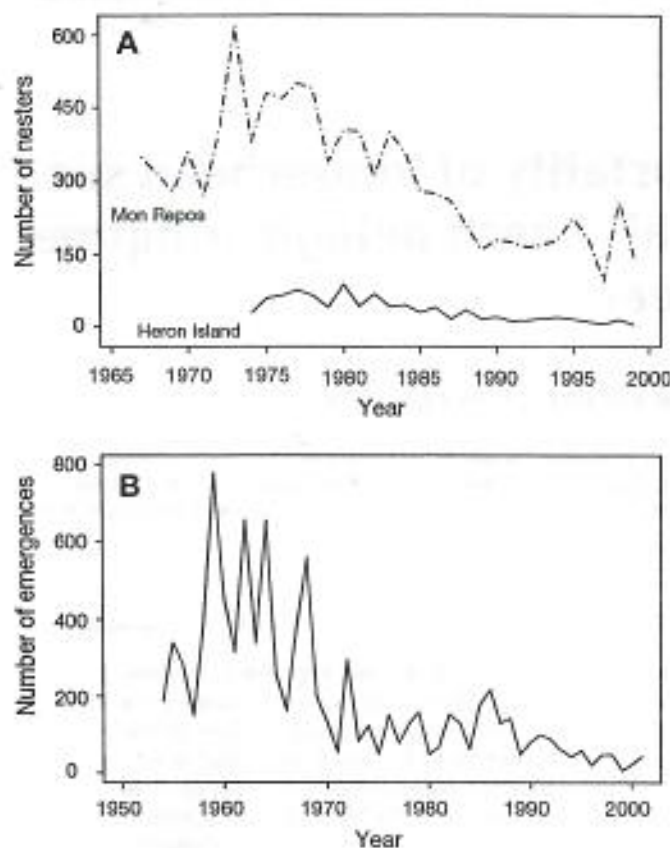 A
Number of nesters
600
450
300
150
0
Mon Repos
Heron Island
1965 1970 1975 1980 1985 1990 1995 2000
Year
B
Number of emergences
800
600
400
200
0
1950 1960 1970 1980 1990 2000
Year